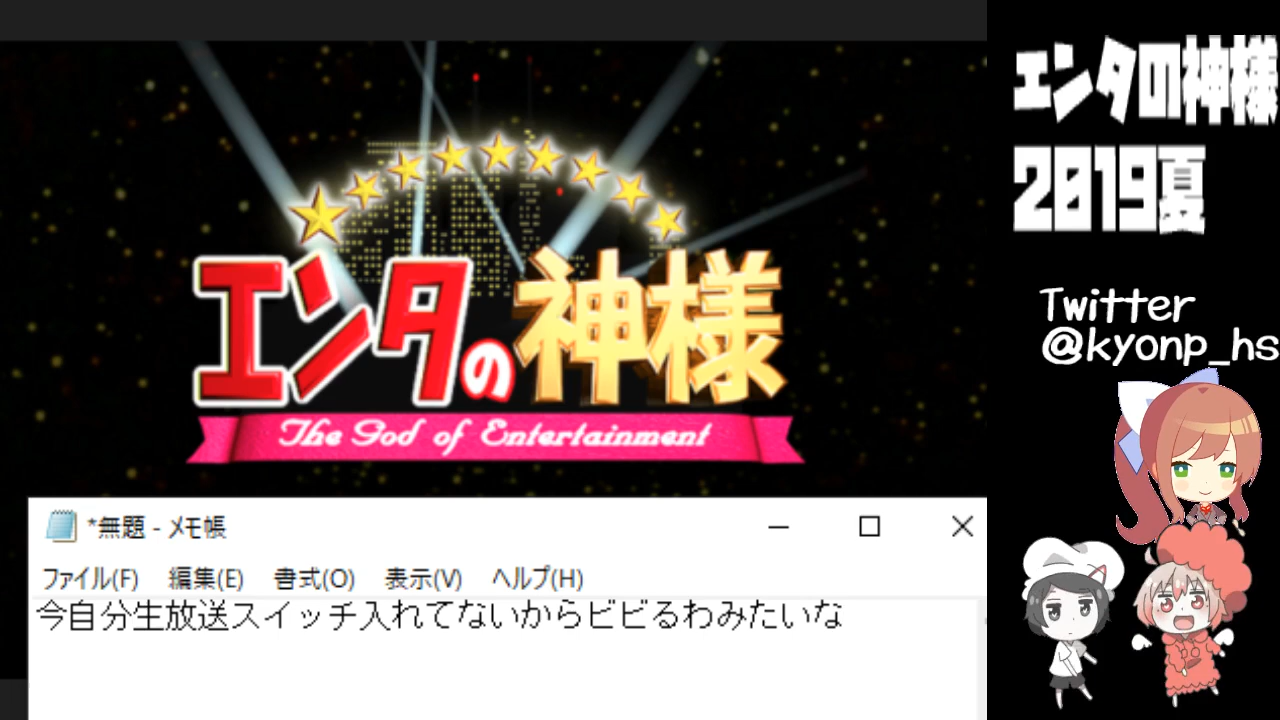 エンタの神様
The God of Entertainment
*無題 - メモ帳
ファイル(F) 編集(E) 書式(O) 表示(V) ヘルプ(H)
今自分生放送スイッチ入れてないからビビるわみたいな
エンタの神様
2019夏
Twitter
@kyonp_hs